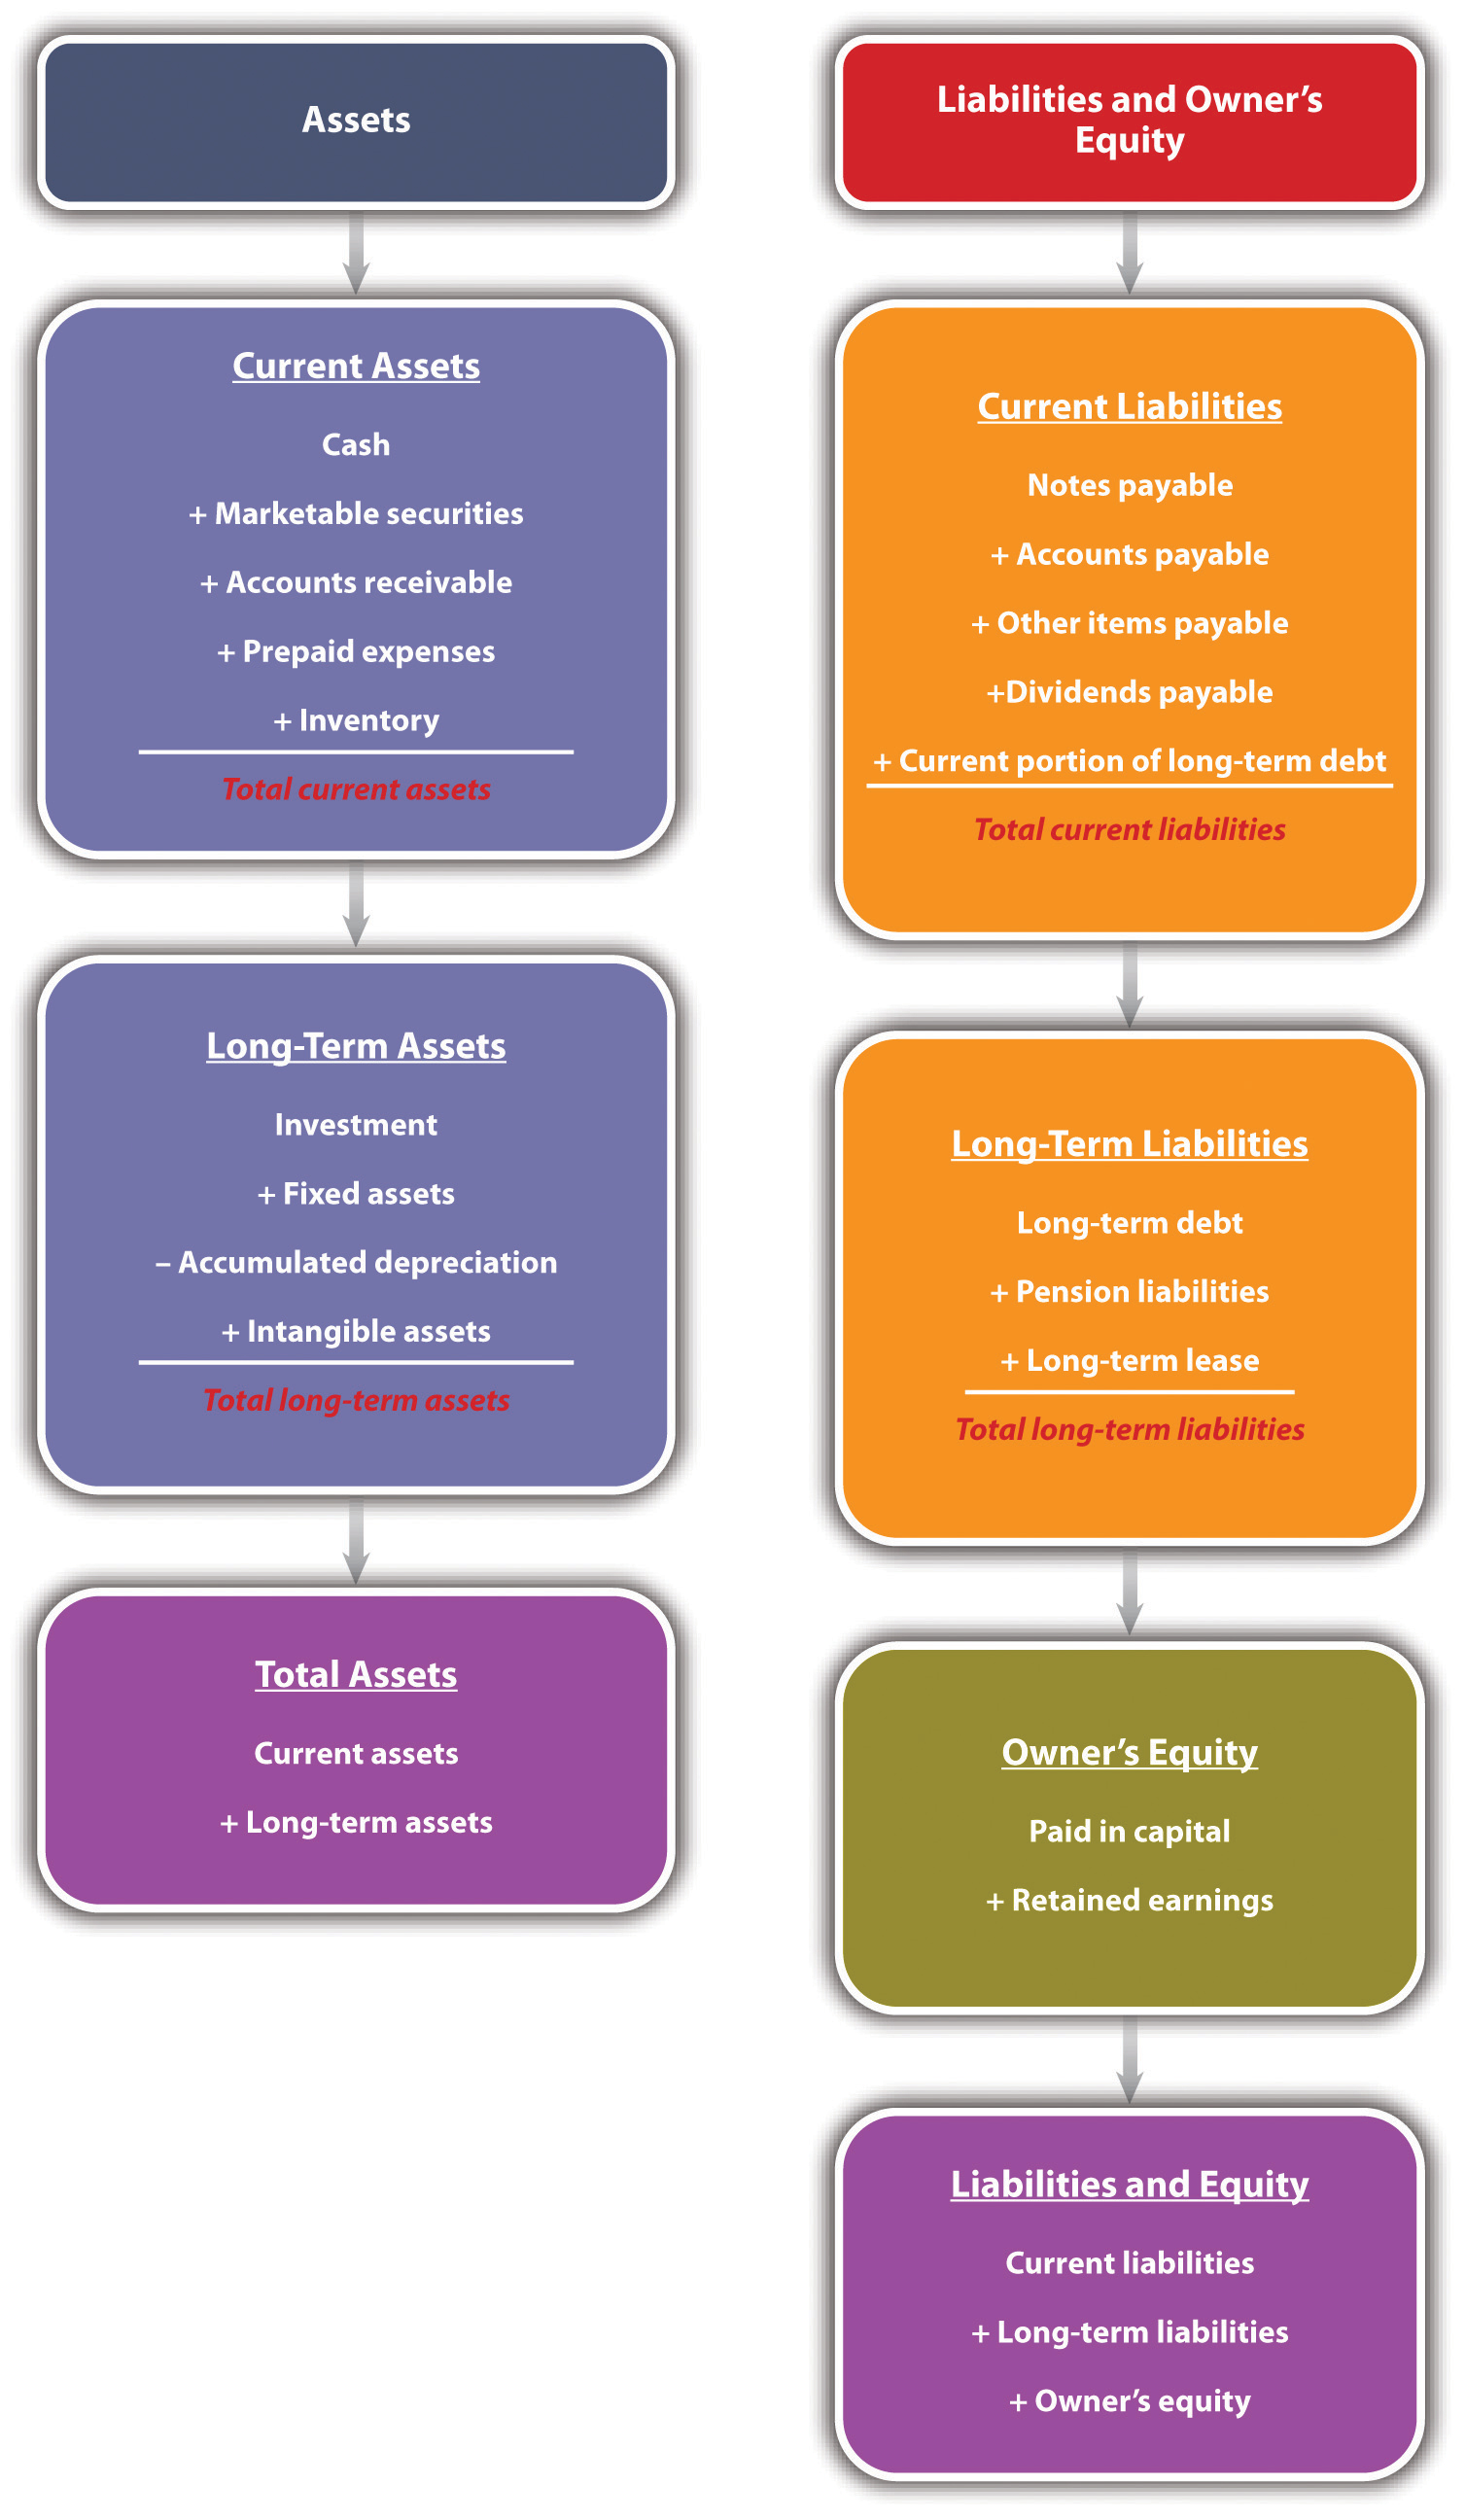 Assets
Current Assets
Cash
+ Marketable securities
+ Accounts receivable
+ Prepaid expenses
+ Inventory
Total current assets
Long-Term Assets
Investment
+ Fixed assets
– Accumulated depreciation
+ Intangible assets
Total long-term assets
Total Assets
Current assets
+ Long-term assets
Liabilities and Owner’s
Equity
Current Liabilities
Notes payable
+ Accounts payable
+ Other items payable
+Dividends payable
+ Current portion of long-term debt
Total current liabilities
Long-Term Liabilities
Long-term debt
+ Pension liabilities
+ Long-term lease
Total long-term liabilities
Owner’s Equity
Paid in capital
+ Retained earnings
Liabilities and Equity
Current liabilities
+ Long-term liabilities
+ Owner’s equity